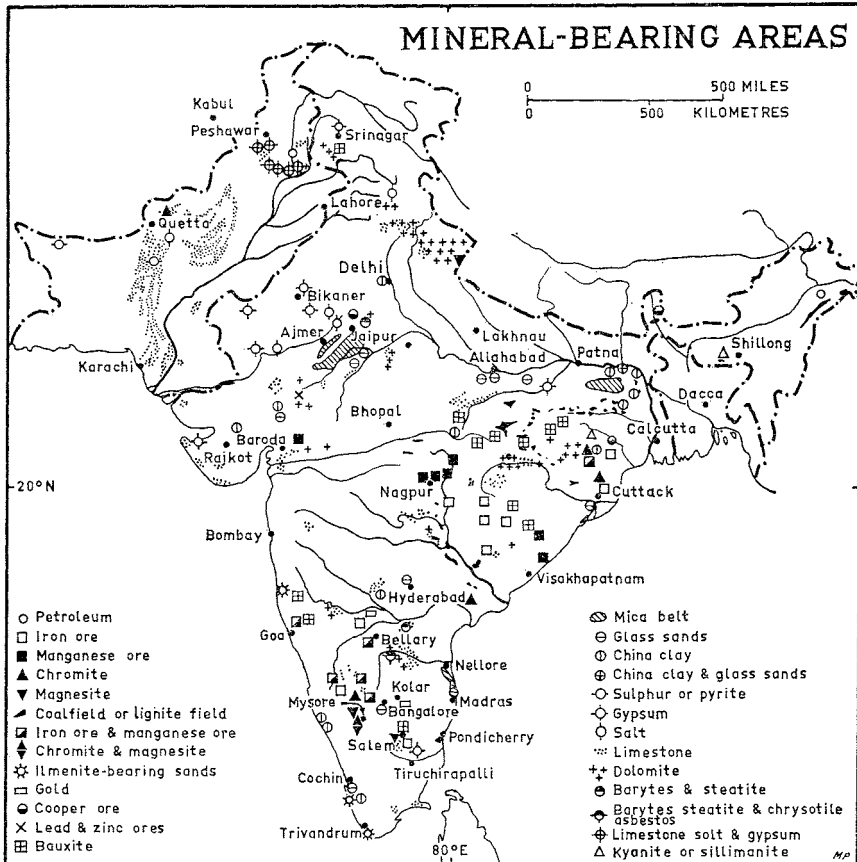 MINERAL-BEARING AREAS
0 500 MILES
0 500
KILOMETRES
Kabul
Peshawar
Srinagar
Lahore
Quetta
Delhi
Bikaner
Ajmer
Jaipur
Lakhnau
Allahabad
Patna
Shillong
Karachi
Dacca
Bhopal
Calcutta
Baroda
Rajkot
20°N
Nagpur
Cuttack
Bombay
Visakhapatnam
Hyderabad
Goa
Bellary
Nellore
Kolar
Madras
Mysore
Bangalore
Salem
Pondicherry
Tiruchirapalli
Cochin
Trivandrum
80°E
Petroleum
Iron ore
Manganese ore
Chromite
Magnesite
Coalfield or lignite field
Iron ore & manganese ore
Chromite & magnesite
Ilmenite-bearing sands
Gold
Cooper ore
Lead & zinc ores
Bauxite
Mica belt
Glass sands
China clay
China clay & glass sands
Sulphur or pyrite
Gypsum
Salt
Limestone
Dolomite
Barytes & steatite
Barytes steatite & chrysotile
asbestos
Limestone solt & gypsum
Kyanite or sillimanite
MP